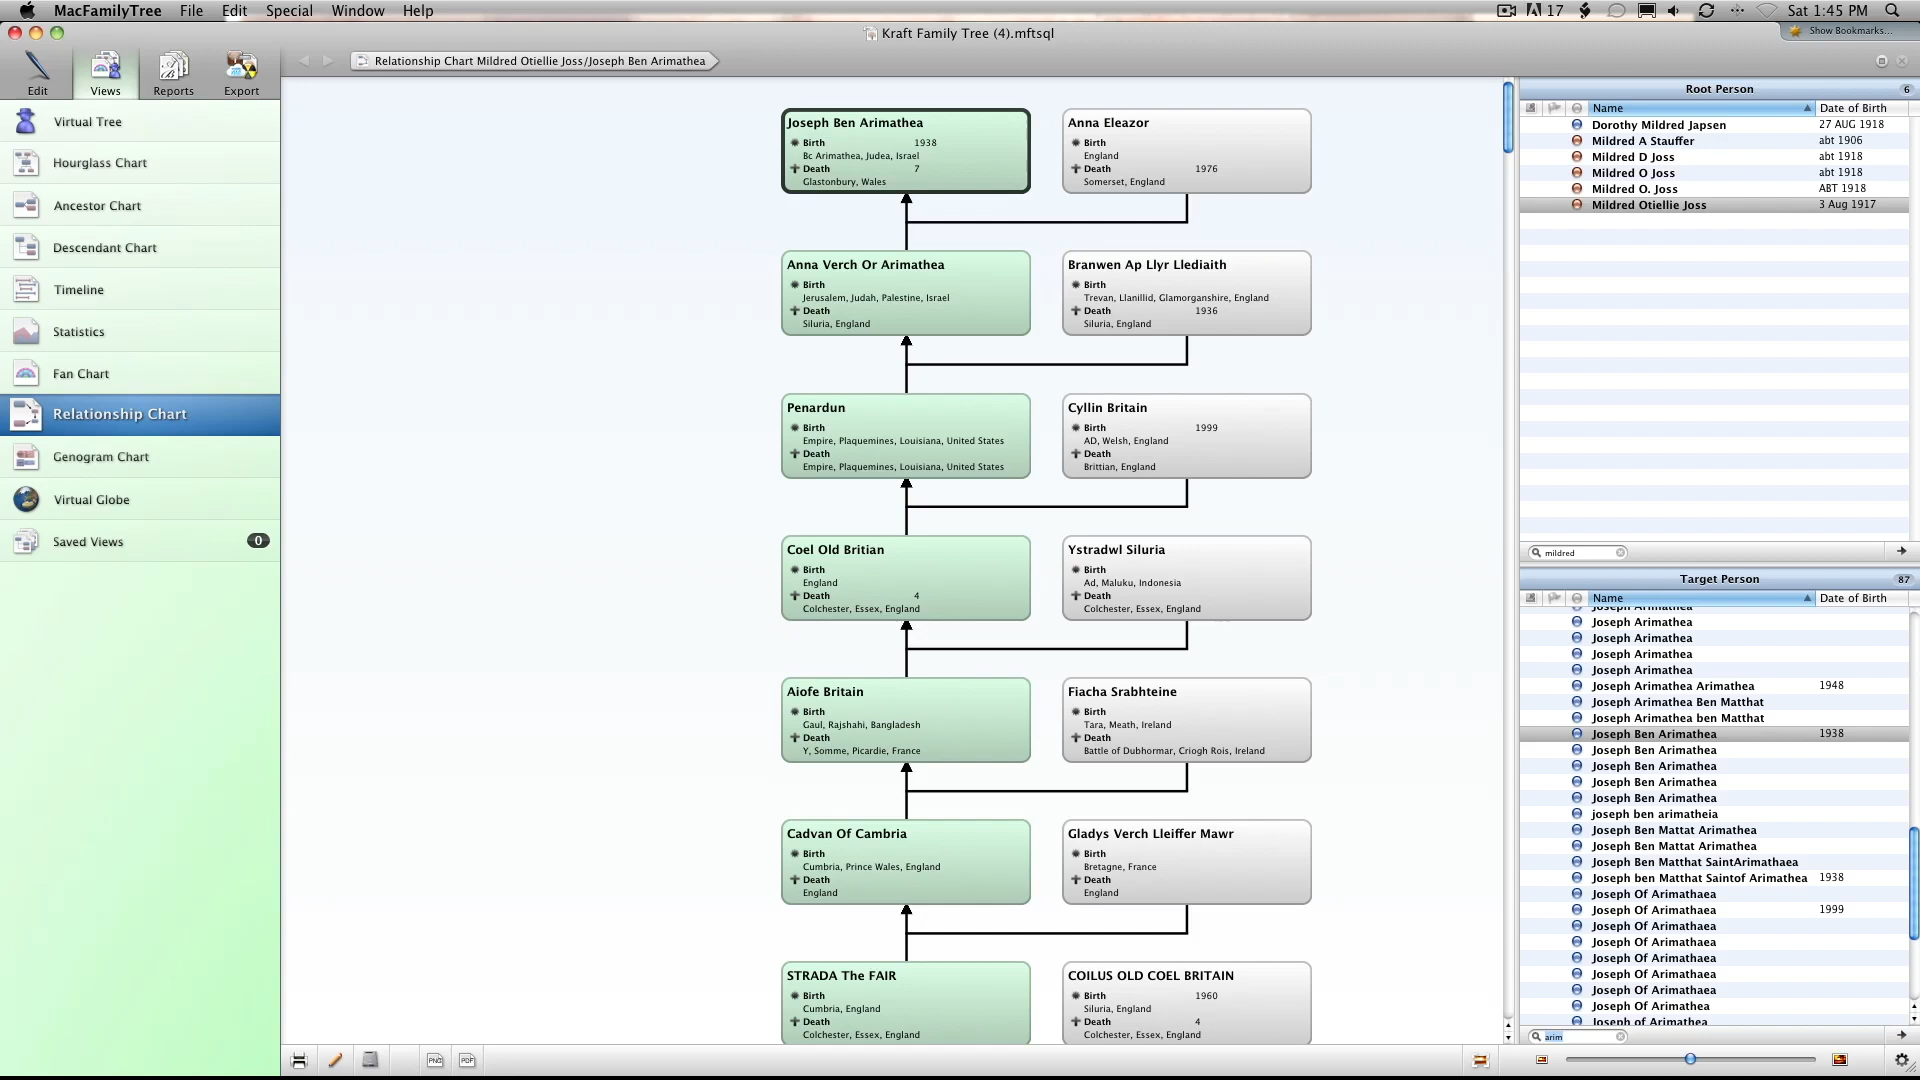 MacFamilyTree File Edit Special Window Help
17 Sat 1:45 PM
Kraft Family Tree (4).mftsql
Show Bookmarks...
Edit Views Reports Export
Relationship Chart Mildred Otiellie Joss/Joseph Ben Arimathea
Virtual Tree
Hourglass Chart
Ancestor Chart
Descendant Chart
Timeline
Statistics
Fan Chart
Relationship Chart
Genogram Chart
Virtual Globe
Saved Views 0
Joseph Ben Arimathea
Birth 1938
Bc Arimathea, Judea, Israel
Death 7
Glastonbury, Wales
Anna Eleazor
Birth
England
Death 1976
Somerset, England
Anna Verch Or Arimathea
Birth
Jerusalem, Judah, Palestine, Israel
Death
Siluria, England
Branwen Ap Llyr Llediaith
Birth
Trevan, Llanillid, Glamorganshire, England
Death 1936
Siluria, England
Penardun
Birth
Empire, Plaquemines, Louisiana, United States
Death
Empire, Plaquemines, Louisiana, United States
Cyllin Britain
Birth 1999
AD, Welsh, England
Death
Brittian, England
Coel Old Britian
Birth
England
Death 4
Colchester, Essex, England
Ystradwl Siluria
Birth
Ad, Maluku, Indonesia
Death
Colchester, Essex, England
Aiofe Britain
Birth
Gaul, Rajshahi, Bangladesh
Death
Y, Somme, Picardie, France
Fiacha Srabhteine
Birth
Tara, Meath, Ireland
Death
Battle of Dubhormar, Criogh Rois, Ireland
Cadvan Of Cambria
Birth
Cumbria, Prince Wales, England
Death
England
Gladys Verch Lleiffer Mawr
Birth
Bretagne, France
Death
England
STRADA The FAIR
Birth
Cumbria, England
Death
Colchester, Essex, England
COILUS OLD COEL BRITAIN
Birth 1960
Siluria, England
Death 4
Colchester, Essex, England
PNG PDF
Root Person 6
Name Date of Birth
Dorothy Mildred Japsen 27 AUG 1918
Mildred A Stauffer abt 1906
Mildred D Joss abt 1918
Mildred O Joss abt 1918
Mildred O. Joss ABT 1918
Mildred Otiellie Joss 3 Aug 1917
mildred
Target Person 87
Name Date of Birth
Joseph Arimathea
Joseph Arimathea
Joseph Arimathea
Joseph Arimathea
Joseph Arimathea
Joseph Arimathea Arimathea 1948
Joseph Arimathea Ben Matthat
Joseph Arimathea ben Matthat
Joseph Ben Arimathea 1938
Joseph Ben Arimathea
Joseph Ben Arimathea
Joseph Ben Arimathea
Joseph Ben Arimathea
joseph ben arimatheia
Joseph Ben Mattat Arimathea
Joseph Ben Mattat Arimathea
Joseph Ben Matthat SaintArimathaea
Joseph ben Matthat Saintof Arimathea 1938
Joseph Of Arimathaea
Joseph Of Arimathaea 1999
Joseph Of Arimathaea
Joseph Of Arimathaea
Joseph Of Arimathaea
Joseph Of Arimathaea
Joseph Of Arimathaea
Joseph Of Arimathea
Joseph of Arimathea
arim